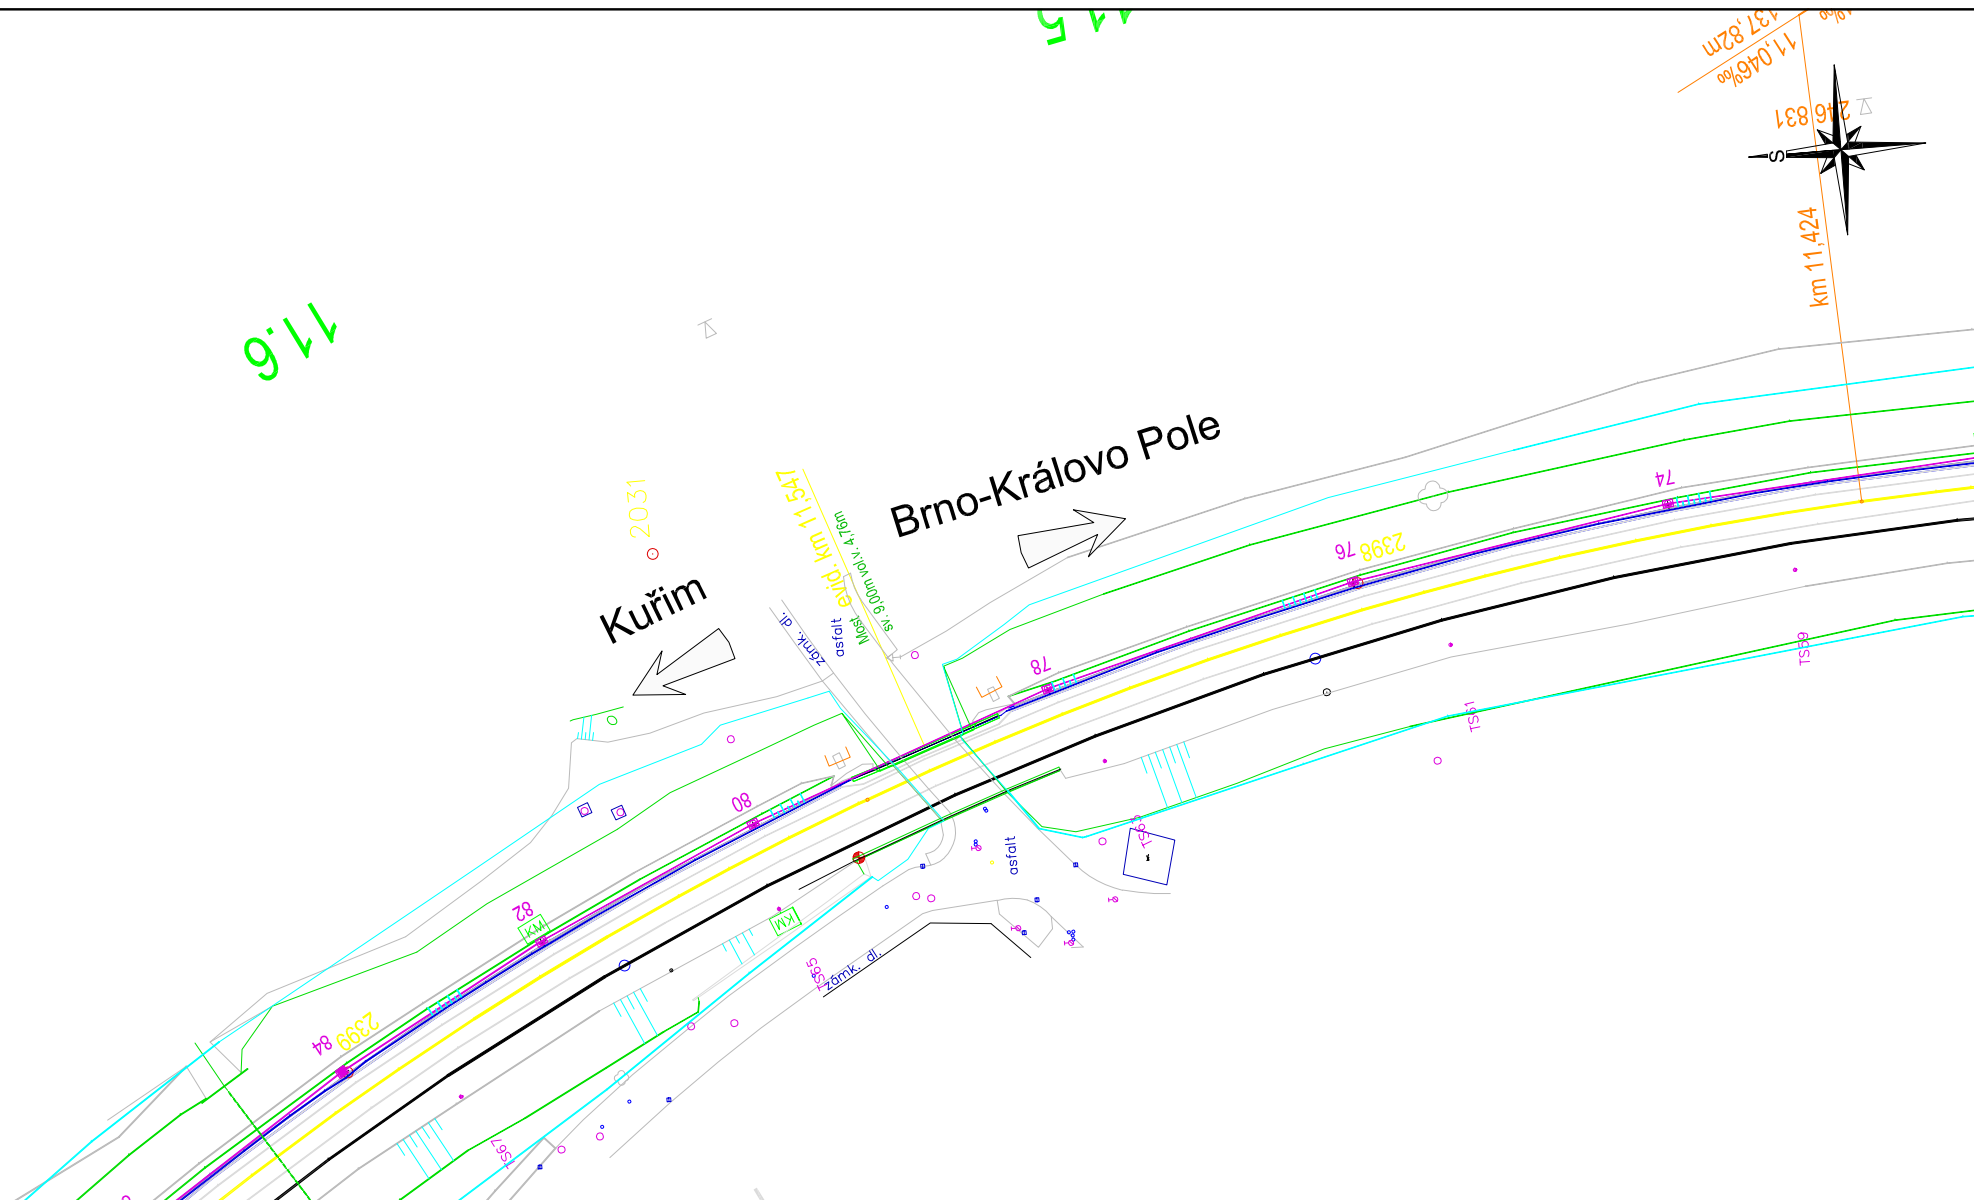 11.5
137,82m
11,046‰
246.831
S
km 11,424
11.6
2031
evid. km 11,547
Most
sv. 9,00m vol.v. 4,76m
Brno-Královo Pole
Kuřim
zámk. dl.
asfalt
74
76
2398
78
80
82
KM
84
2399
KM
asfalt
zámk. dl.
TS59
TS61
TS63
TS65
TS67